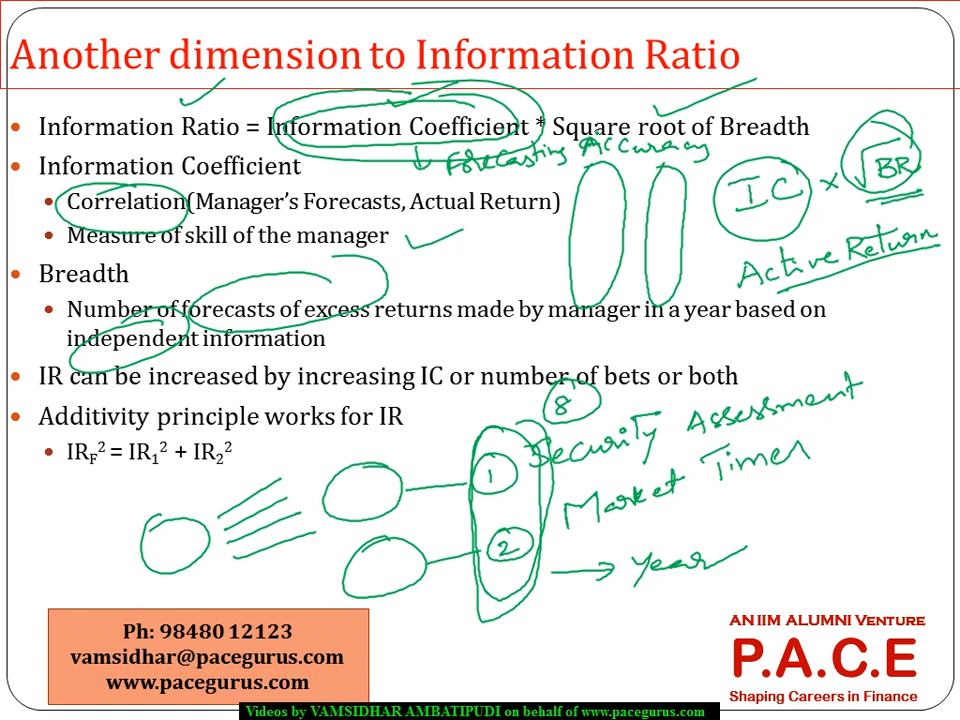 Another dimension to Information Ratio
• Information Ratio = Information Coefficient * Square root of Breadth
↓ Forecasting Accuracy
IC × √BR
Active Return
• Information Coefficient
• Correlation(Manager's Forecasts, Actual Return)
• Measure of skill of the manager
• Breadth
• Number of forecasts of excess returns made by manager in a year based on
independent information
• IR can be increased by increasing IC or number of bets or both
8
• Additivity principle works for IR
• IR_F² = IR₁² + IR₂²
1 Security Assessment
Market Timer
2 → Year
Ph: 98480 12123
vamsidhar@pacegurus.com
www.pacegurus.com
AN IIM ALUMNI VENTURE
P.A.C.E
Shaping Careers in Finance
Videos by VAMSIDHAR AMBATIPUDI on behalf of www.pacegurus.com